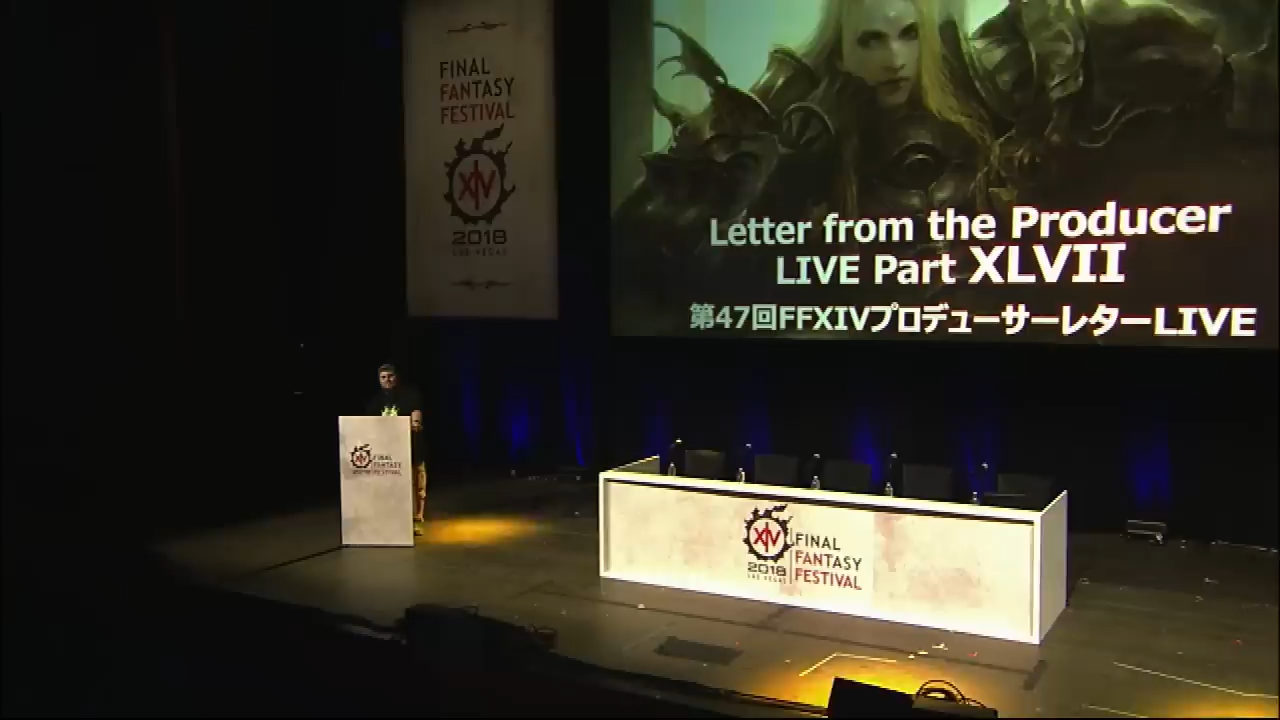 FINAL
FANTASY
FESTIVAL
XIV
2018
LAS VEGAS
Letter from the Producer
LIVE Part XLVII
第47回FFXIVプロデューサーレターLIVE
XIV
FINAL
FANTASY
FESTIVAL
XIV
2018
LAS VEGAS
FINAL
FANTASY
FESTIVAL